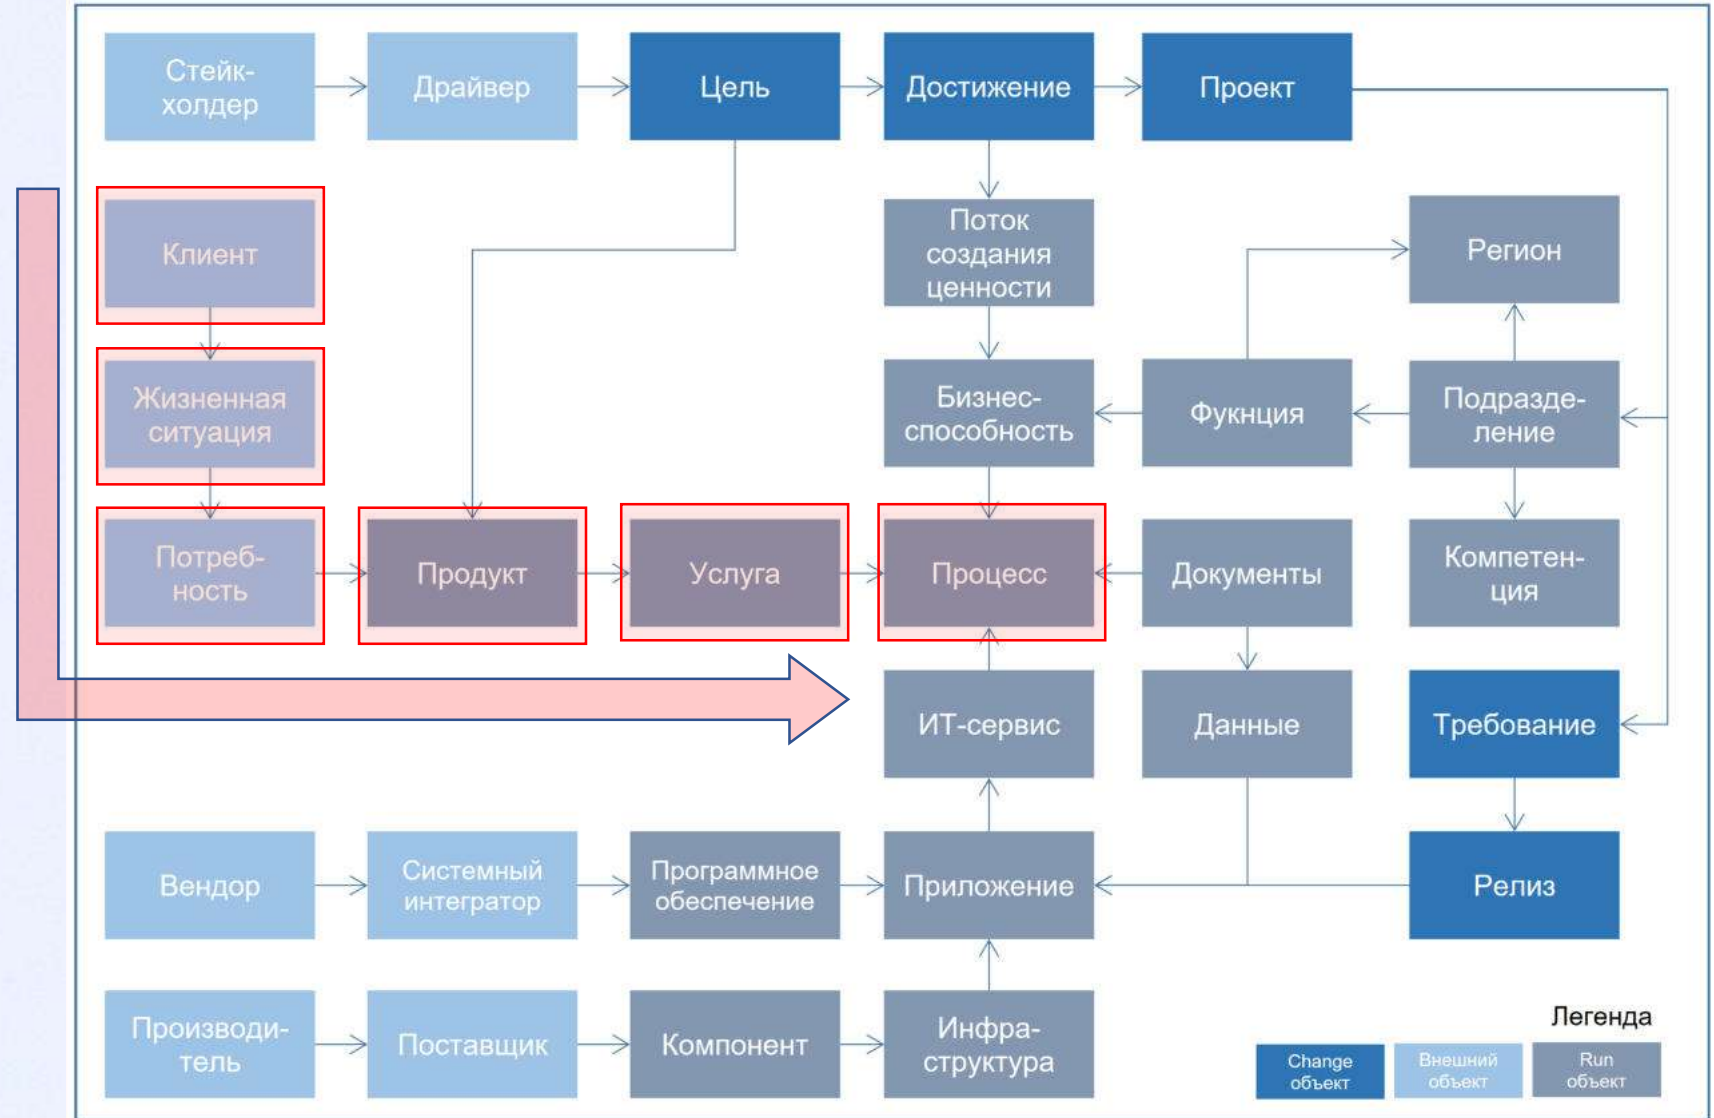 Стейк-
холдер
Драйвер
Цель
Достижение
Проект
Клиент
Поток
создания
ценности
Регион
Жизненная
ситуация
Бизнес-
способность
Фукнция
Подразде-
ление
Потреб-
ность
Продукт
Услуга
Процесс
Документы
Компетен-
ция
ИТ-сервис
Данные
Требование
Вендор
Системный
интегратор
Программное
обеспечение
Приложение
Релиз
Производи-
тель
Поставщик
Компонент
Инфра-
структура
Легенда
Change
объект
Внешний
объект
Run
объект